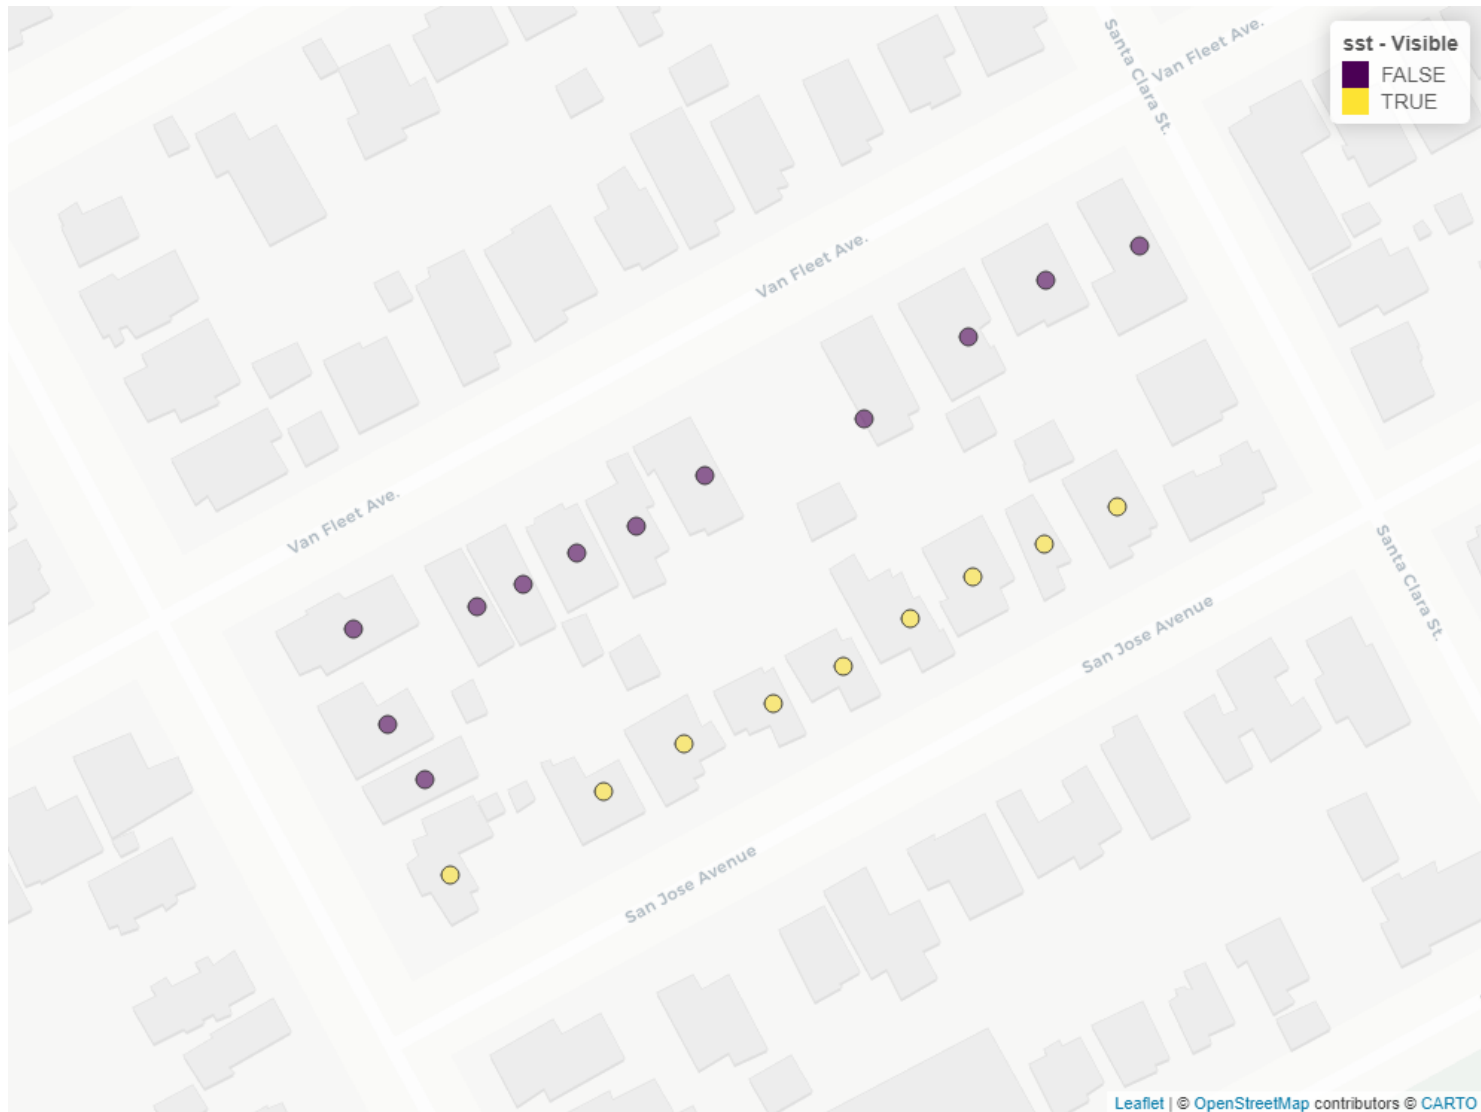 sst - Visible
FALSE
TRUE
Santa Clara St.
Van Fleet Ave.
Van Fleet Ave.
Van Fleet Ave.
Santa Clara St.
San Jose Avenue
San Jose Avenue
Leaflet | © OpenStreetMap contributors © CARTO